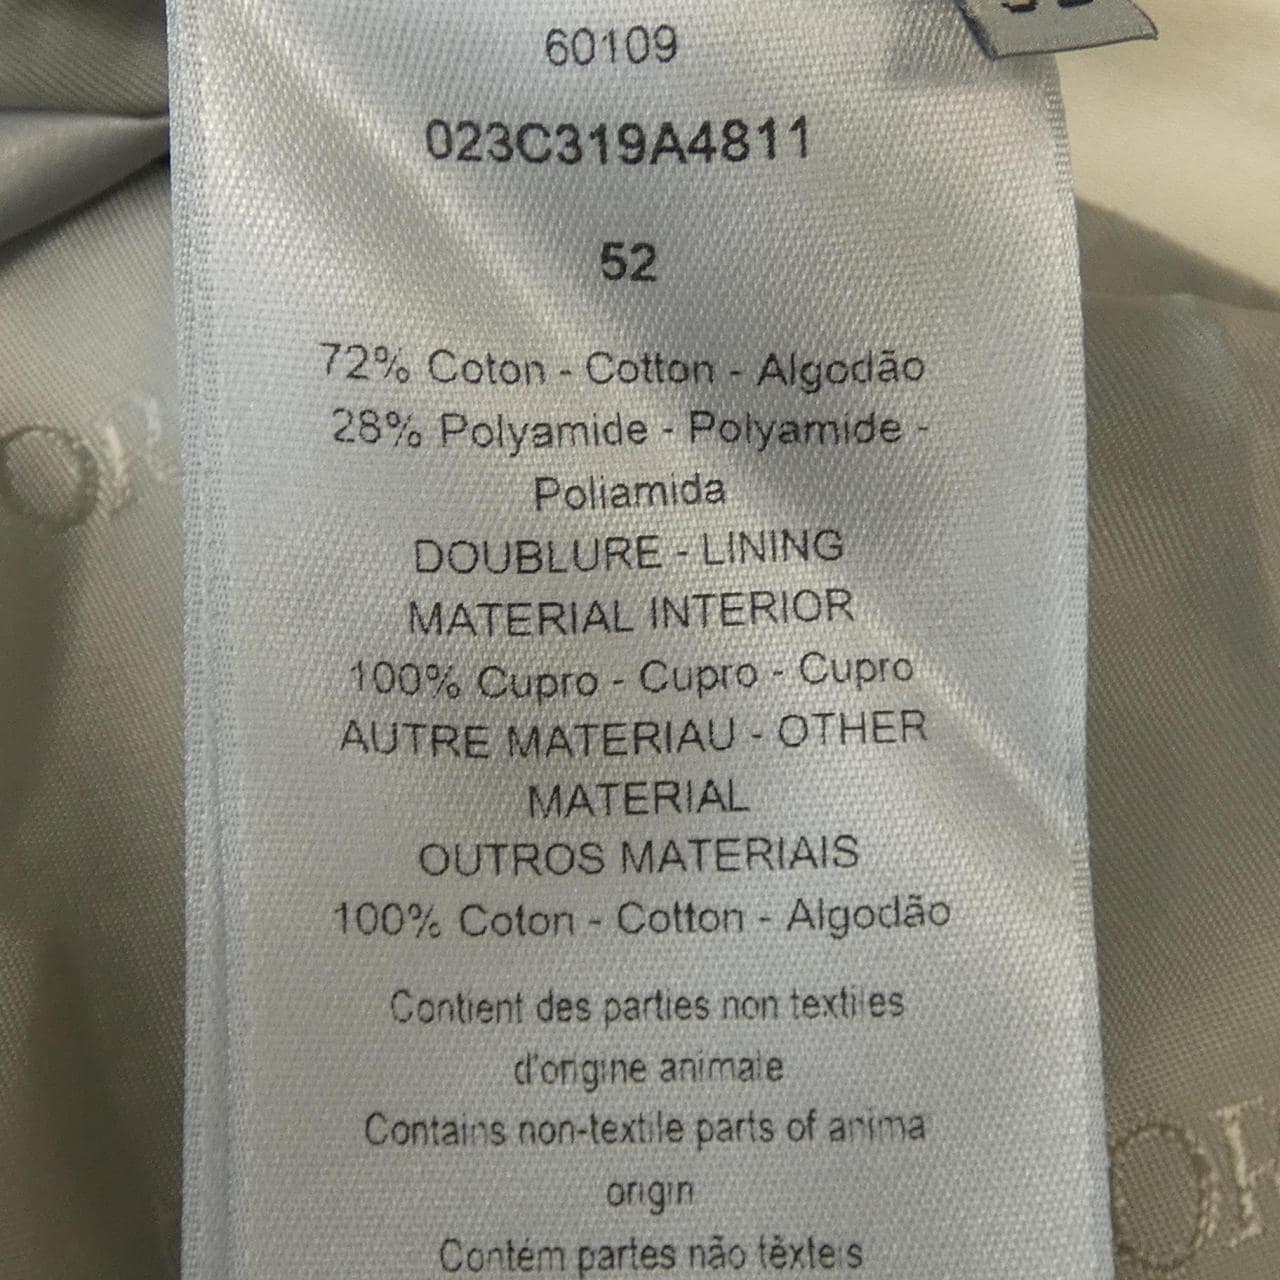 60109
023C319A4811
52
72% Coton - Cotton - Algodão
28% Polyamide - Polyamide -
Poliamida
DOUBLURE - LINING
MATERIAL INTERIOR
100% Cupro - Cupro - Cupro
AUTRE MATERIAU - OTHER
MATERIAL
OUTROS MATERIAIS
100% Coton - Cotton - Algodão
Contient des parties non textiles
d'origine animale
Contains non-textile parts of anima
origin
Contém partes não têxteis